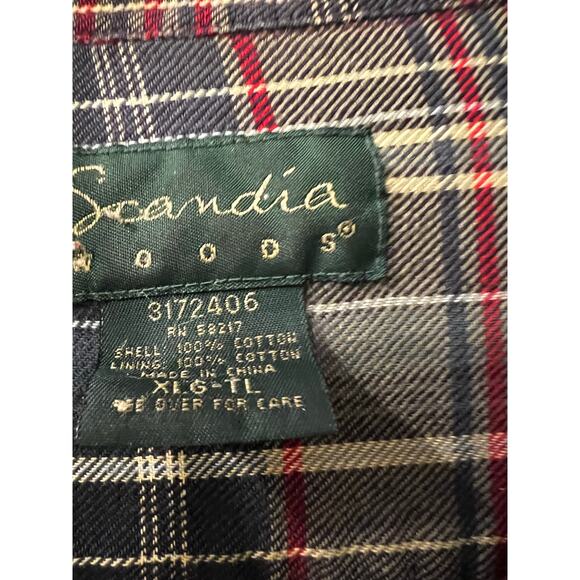 Scandia
WOODS®
3172406
RN 58217
SHELL: 100% COTTON
LINING: 100% COTTON
MADE IN CHINA
XLG-TL
SEE OVER FOR CARE